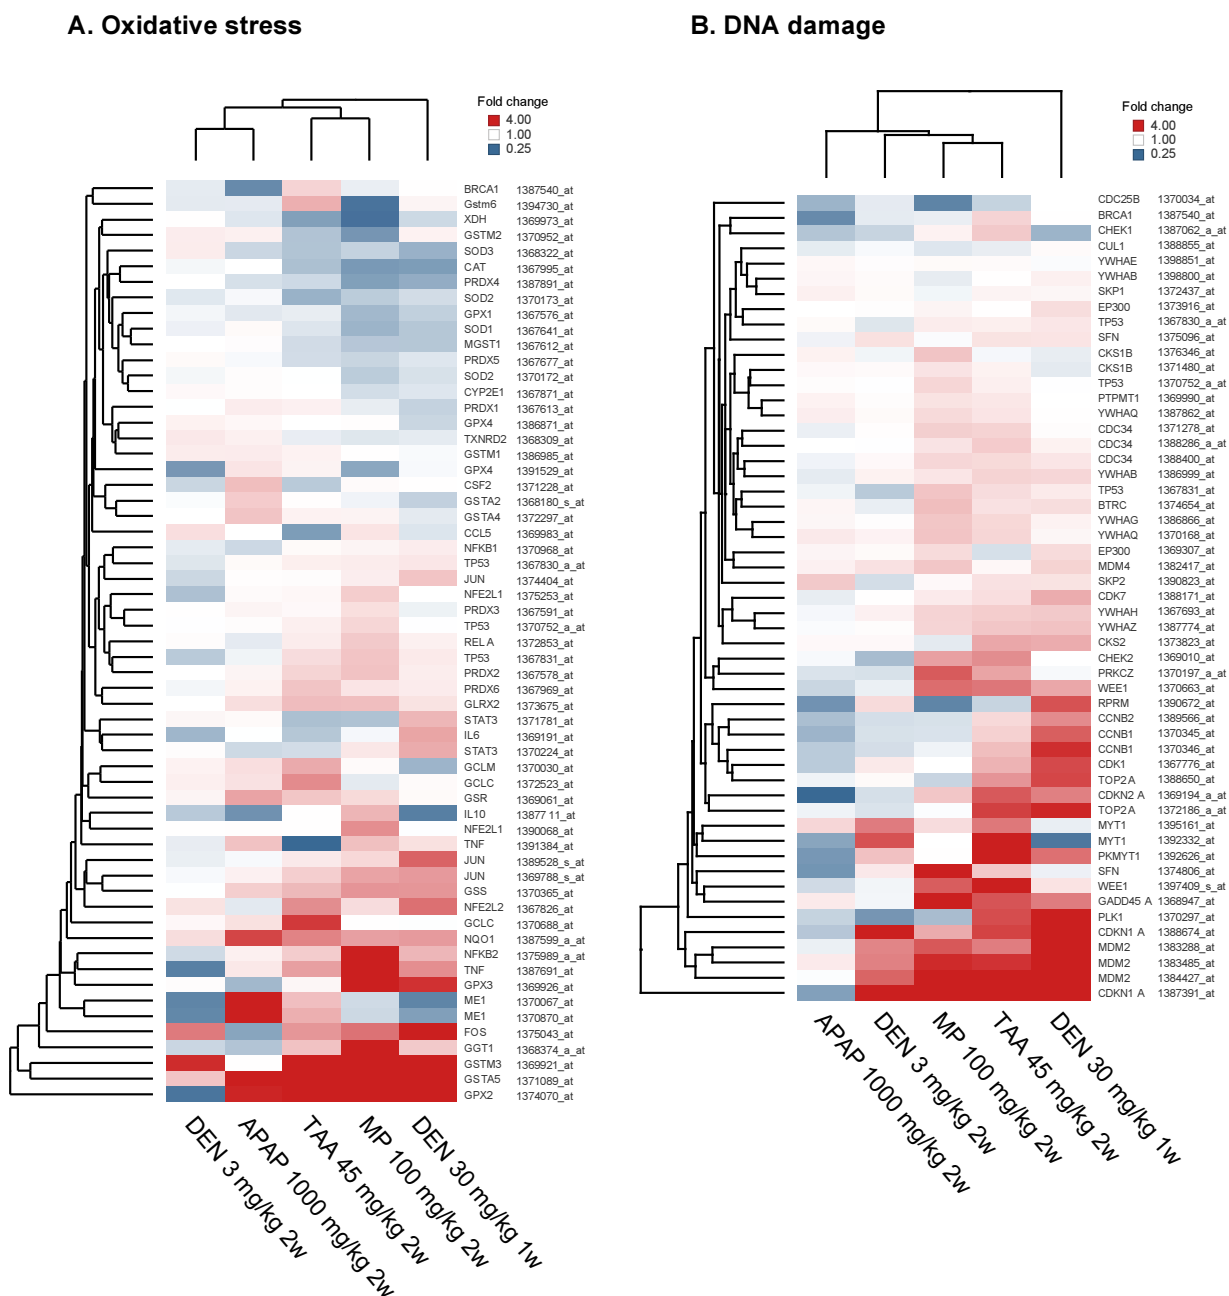 A. Oxidative stress
Fold change
4.00
1.00
0.25
BRCA1 1387540_at
Gstm6 1394730_at
XDH 1369973_at
GSTM2 1370952_at
SOD3 1368322_at
CAT 1367995_at
PRDX4 1387891_at
SOD2 1370173_at
GPX1 1367576_at
SOD1 1367641_at
MGST1 1367612_at
PRDX5 1367677_at
SOD2 1370172_at
CYP2E1 1367871_at
PRDX1 1367613_at
GPX4 1386871_at
TXNRD2 1368309_at
GSTM1 1386985_at
GPX4 1391529_at
CSF2 1371228_at
GSTA2 1368180_s_at
GSTA4 1372297_at
CCL5 1369983_at
NFKB1 1370968_at
TP53 1367830_a_at
JUN 1374404_at
NFE2L1 1375253_at
PRDX3 1367591_at
TP53 1370752_a_at
RELA 1372853_at
TP53 1367831_at
PRDX2 1367578_at
PRDX6 1367969_at
GLRX2 1373675_at
STAT3 1371781_at
IL6 1369191_at
STAT3 1370224_at
GCLM 1370030_at
GCLC 1372523_at
GSR 1369061_at
IL10 13877 11_at
NFE2L1 1390068_at
TNF 1391384_at
JUN 1389528_s_at
JUN 1369788_s_at
GSS 1370365_at
NFE2L2 1367826_at
GCLC 1370688_at
NQO1 1387599_a_at
NFKB2 1375989_a_at
TNF 1387691_at
GPX3 1369926_at
ME1 1370067_at
ME1 1370870_at
FOS 1375043_at
GGT1 1368374_a_at
GSTM3 1369921_at
GSTA5 1371089_at
GPX2 1374070_at
DEN 3 mg/kg 2w
APAP 1000 mg/kg 2w
TAA 45 mg/kg 2w
MP 100 mg/kg 2w
DEN 30 mg/kg 1w
B. DNA damage
Fold change
4.00
1.00
0.25
CDC25B 1370034_at
BRCA1 1387540_at
CHEK1 1387062_a_at
CUL1 1388855_at
YWHAE 1398851_at
YWHAB 1398800_at
SKP1 1372437_at
EP300 1373916_at
TP53 1367830_a_at
SFN 1375096_at
CKS1B 1376346_at
CKS1B 1371480_at
TP53 1370752_a_at
PTPMT1 1369990_at
YWHAQ 1387862_at
CDC34 1371278_at
CDC34 1388286_a_at
CDC34 1388400_at
YWHAB 1386999_at
TP53 1367831_at
BTRC 1374654_at
YWHAG 1386866_at
YWHAQ 1370168_at
EP300 1369307_at
MDM4 1382417_at
SKP2 1390823_at
CDK7 1388171_at
YWHAH 1367693_at
YWHAZ 1387774_at
CKS2 1373823_at
CHEK2 1369010_at
PRKCZ 1370197_a_at
WEE1 1370663_at
RPRM 1390672_at
CCNB2 1389566_at
CCNB1 1370345_at
CCNB1 1370346_at
CDK1 1367776_at
TOP2A 1388650_at
CDKN2 A 1369194_a_at
TOP2A 1372186_a_at
MYT1 1395161_at
MYT1 1392332_at
PKMYT1 1392626_at
SFN 1374806_at
WEE1 1397409_s_at
GADD45 A 1368947_at
PLK1 1370297_at
CDKN1 A 1388674_at
MDM2 1383288_at
MDM2 1383485_at
MDM2 1384427_at
CDKN1 A 1387391_at
APAP 1000 mg/kg 2w
DEN 3 mg/kg 2w
MP 100 mg/kg 2w
TAA 45 mg/kg 2w
DEN 30 mg/kg 1w